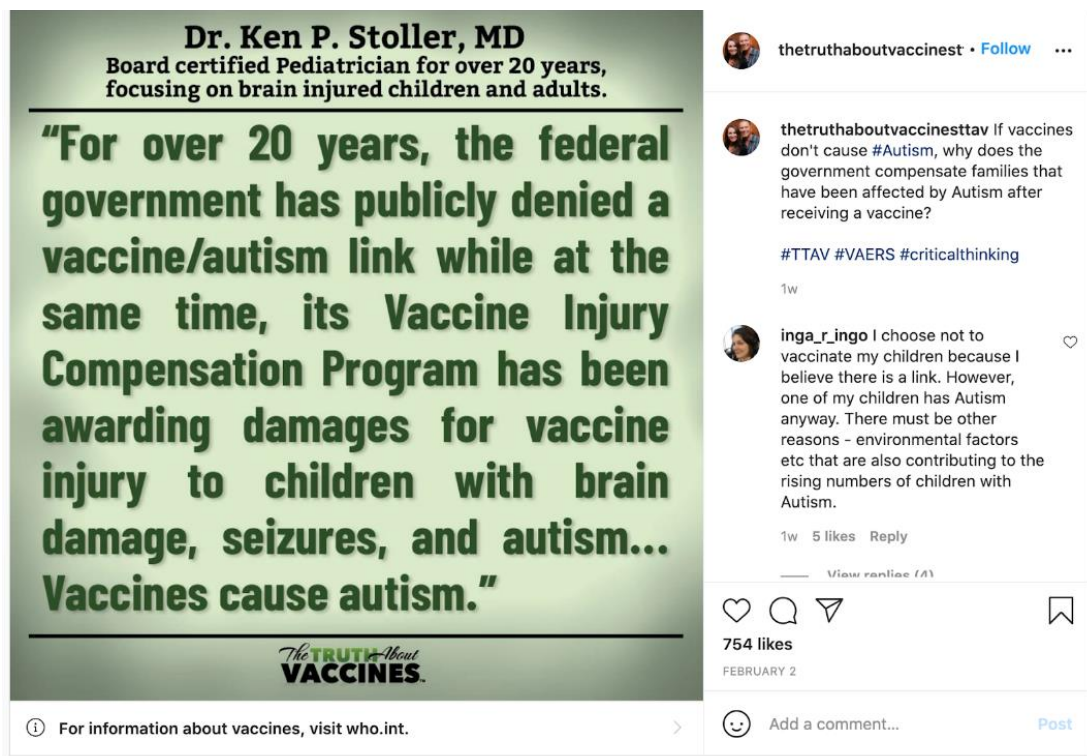 Dr. Ken P. Stoller, MD
Board certified Pediatrician for over 20 years,
focusing on brain injured children and adults.
“For over 20 years, the federal
government has publicly denied a
vaccine/autism link while at the
same time, its Vaccine Injury
Compensation Program has been
awarding damages for vaccine
injury to children with brain
damage, seizures, and autism...
Vaccines cause autism.”
The TRUTH About
VACCINES
For information about vaccines, visit who.int.
thetruthaboutvaccinest • Follow
thetruthaboutvaccinesttav If vaccines
don't cause #Autism, why does the
government compensate families that
have been affected by Autism after
receiving a vaccine?
#TTAV #VAERS #criticalthinking
1w
inga_r_ingo I choose not to
vaccinate my children because I
believe there is a link. However,
one of my children has Autism
anyway. There must be other
reasons - environmental factors
etc that are also contributing to the
rising numbers of children with
Autism.
1w 5 likes Reply
View replies (4)
754 likes
FEBRUARY 2
Add a comment... Post